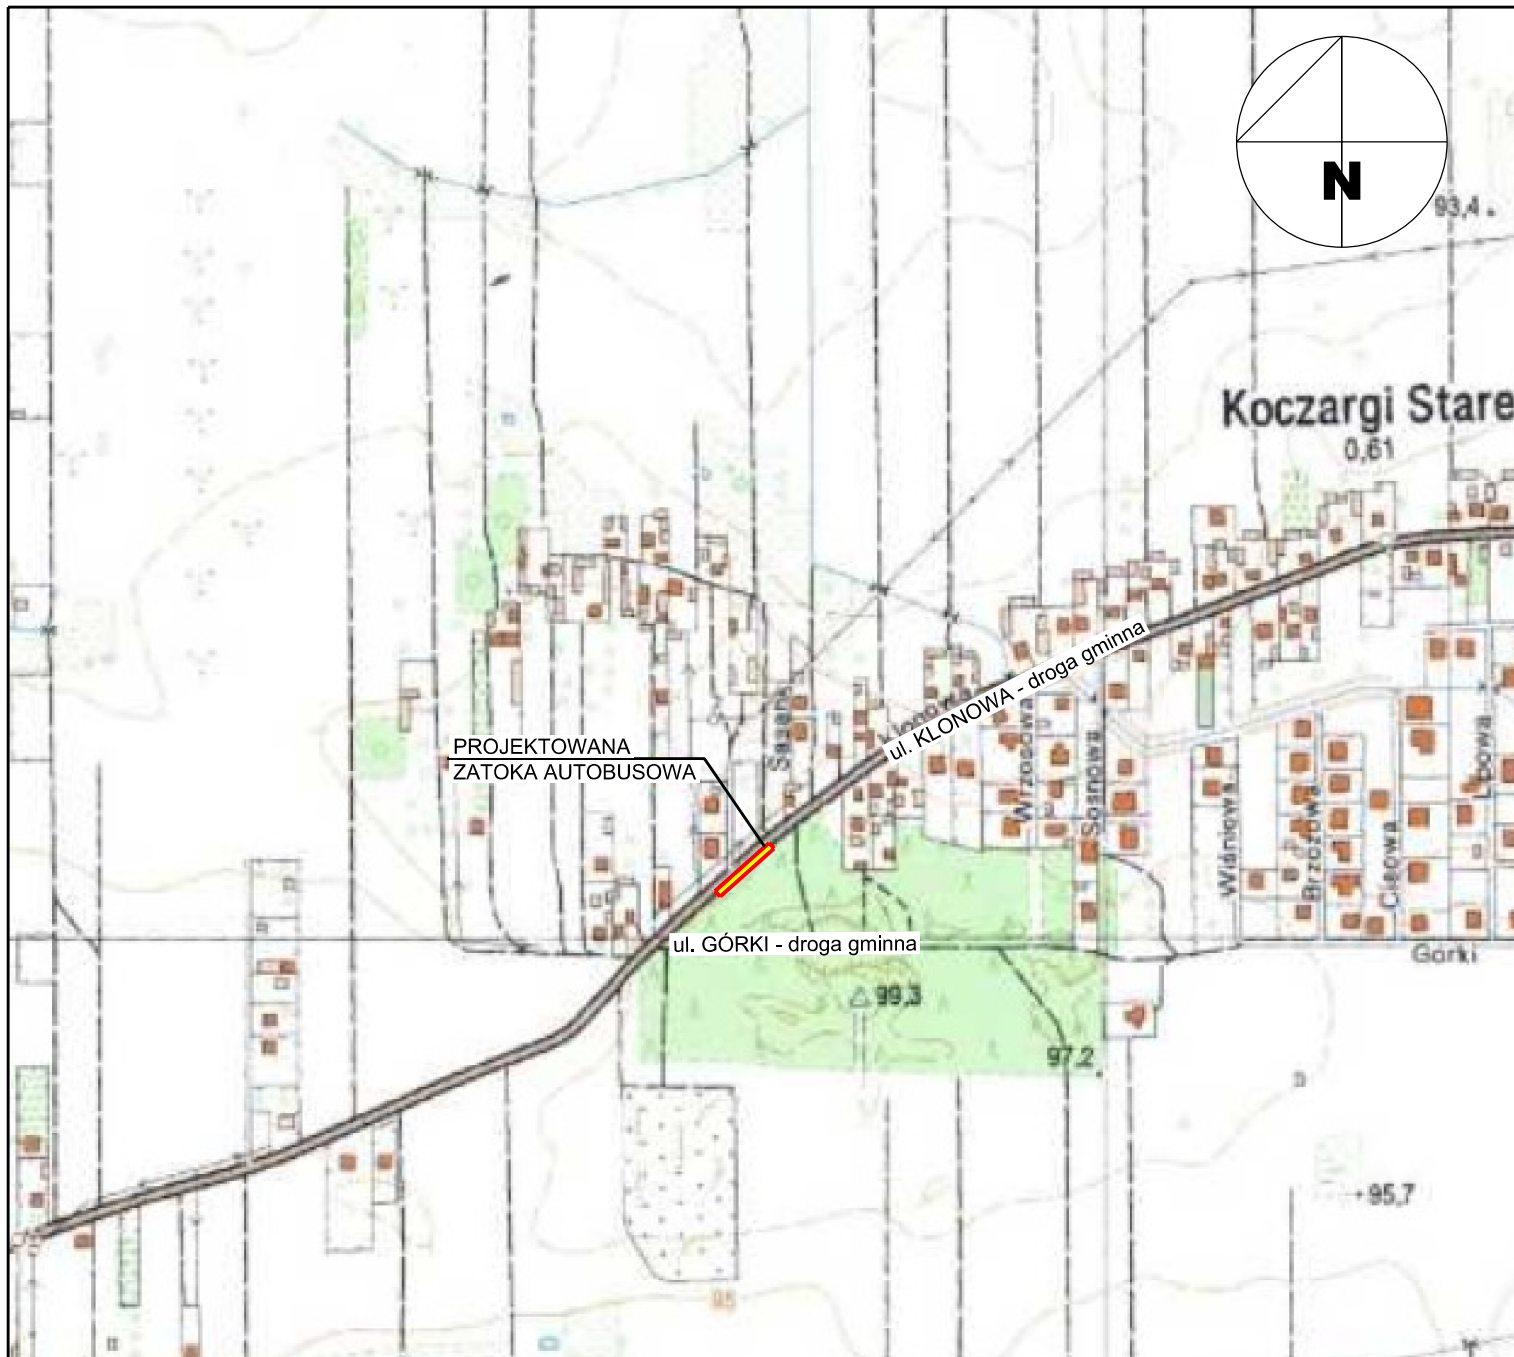 N
93,4
Koczargi Stare
0,61
ul. KLONOWA - droga gminna
PROJEKTOWANA
ZATOKA AUTOBUSOWA
Wrzosowa
Sosnowa
Wiśniowa
Brzozowa
Cisowa
Lipowa
ul. GÓRKI - droga gminna
Górki
99,3
97,2
95,7
95